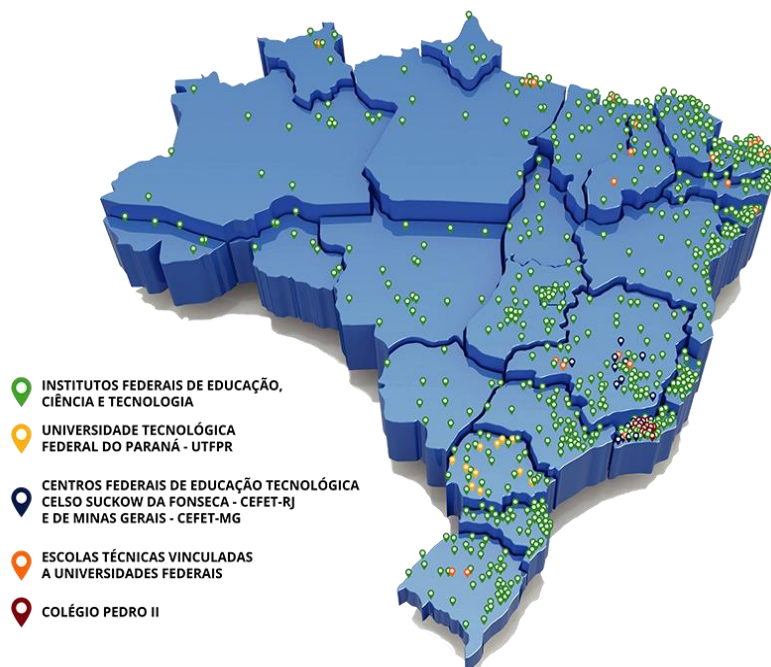 INSTITUTOS FEDERAIS DE EDUCAÇÃO,
CIÊNCIA E TECNOLOGIA
UNIVERSIDADE TECNOLÓGICA
FEDERAL DO PARANÁ - UTFPR
CENTROS FEDERAIS DE EDUCAÇÃO TECNOLÓGICA
CELSO SUCKOW DA FONSECA - CEFET-RJ
E DE MINAS GERAIS - CEFET-MG
ESCOLAS TÉCNICAS VINCULADAS
A UNIVERSIDADES FEDERAIS
COLÉGIO PEDRO II